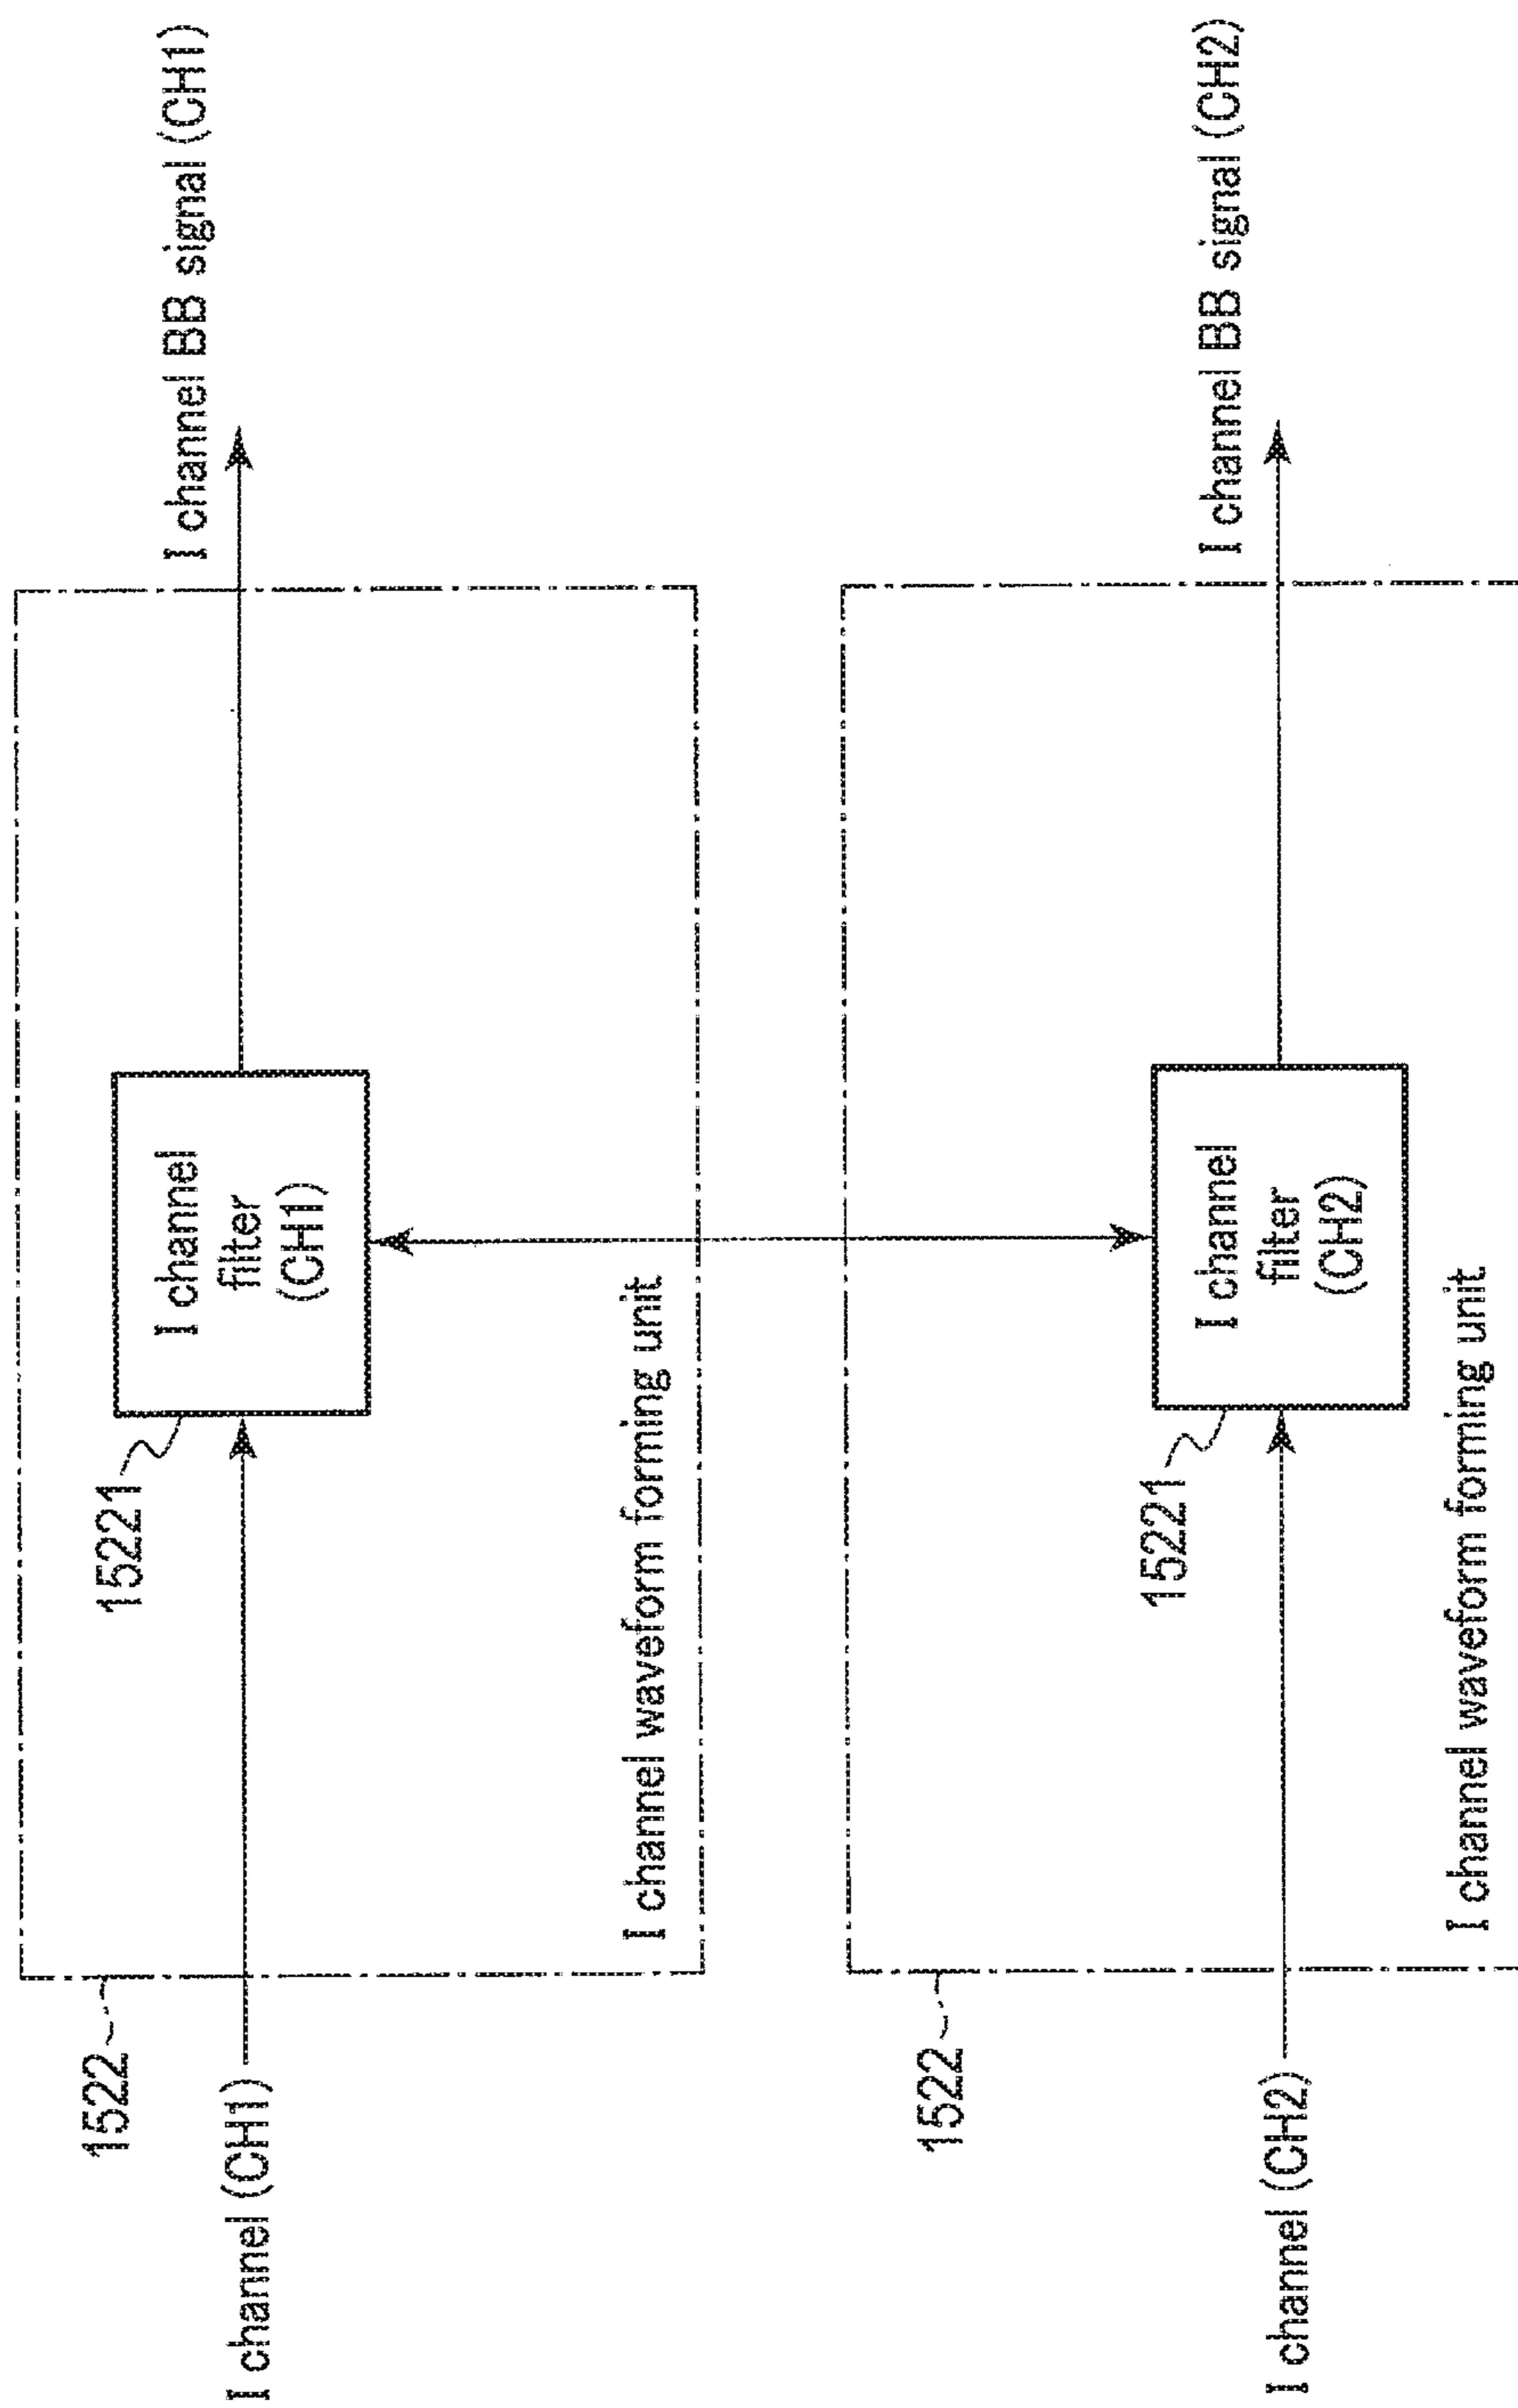 I channel (CH1)
1522
15221
I channel
filter
(CH1)
I channel waveform forming unit
I channel BB signal (CH1)
I channel (CH2)
1522
15221
I channel
filter
(CH2)
I channel waveform forming unit
I channel BB signal (CH2)